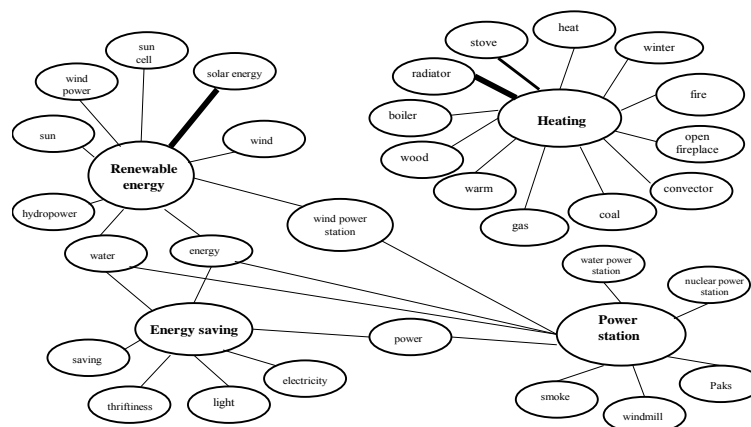 sun
cell
solar energy
wind
power
sun
wind
Renewable
energy
hydropower
water
energy
wind power
station
stove
heat
winter
radiator
fire
boiler
Heating
open
fireplace
wood
warm
convector
gas
coal
water power
station
nuclear power
station
Energy saving
power
Power
station
saving
electricity
thriftiness
light
smoke
windmill
Paks